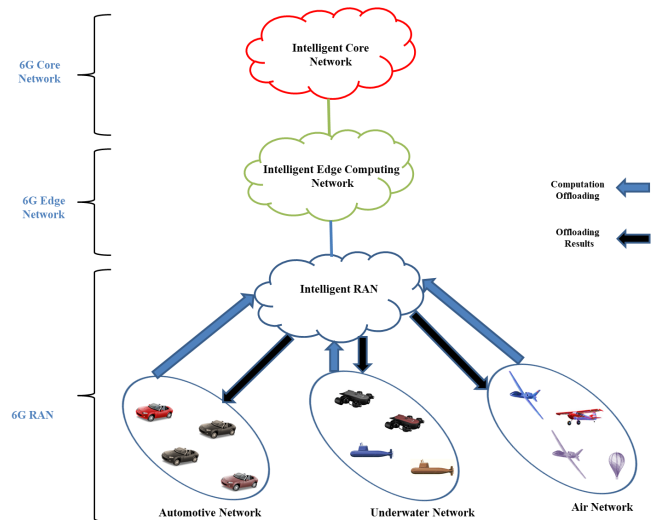 6G Core
Network
Intelligent Core
Network
6G Edge
Network
Intelligent Edge Computing
Network
Computation
Offloading
Offloading
Results
6G RAN
Intelligent RAN
Automotive Network
Underwater Network
Air Network